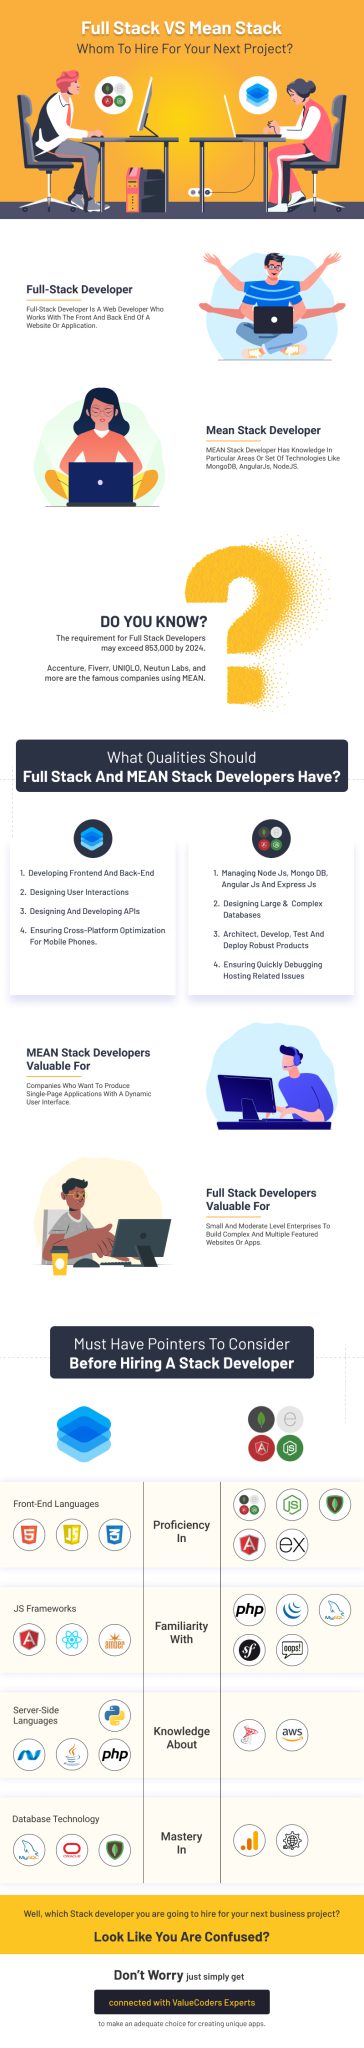 Full Stack VS Mean Stack
Whom To Hire For Your Next Project?
Full-Stack Developer
Full-Stack Developer Is A Web Developer Who
Works With The Front And Back End Of A
Website Or Application.
Mean Stack Developer
MEAN Stack Developer Has Knowledge In
Particular Areas Or Set Of Technologies Like
MongoDB, AngularJs, NodeJS.
DO YOU KNOW?
The requirement for Full Stack Developers
may exceed 853,000 by 2024.
Accenture, Fiverr, UNIQLO, Neutun Labs, and
more are the famous companies using MEAN.
What Qualities Should
Full Stack And MEAN Stack Developers Have?
1. Developing Frontend And Back-End
2. Designing User Interactions
3. Designing And Developing APIs
4. Ensuring Cross-Platform Optimization
For Mobile Phones.
1. Managing Node Js, Mongo DB,
Angular Js And Express Js
2. Designing Large & Complex
Databases
3. Architect, Develop, Test And
Deploy Robust Products
4. Ensuring Quickly Debugging
Hosting Related Issues
MEAN Stack Developers
Valuable For
Companies Who Want To Produce
Single-Page Applications With A Dynamic
User Interface.
Full Stack Developers
Valuable For
Small And Moderate Level Enterprises To
Build Complex And Multiple Featured
Websites Or Apps.
Must Have Pointers To Consider
Before Hiring A Stack Developer
Front-End Languages
5 JS 3
Proficiency
In
JS
A ex
JS Frameworks
A ember
Familiarity
With
php MySQL
sf oops!
Server-Side
Languages
Java php
Knowledge
About
aws
Database Technology
MySQL ORACLE
Mastery
In
Well, which Stack developer you are going to hire for your next business project?
Look Like You Are Confused?
Don't Worry just simply get
connected with ValueCoders Experts
to make an adequate choice for creating unique apps.